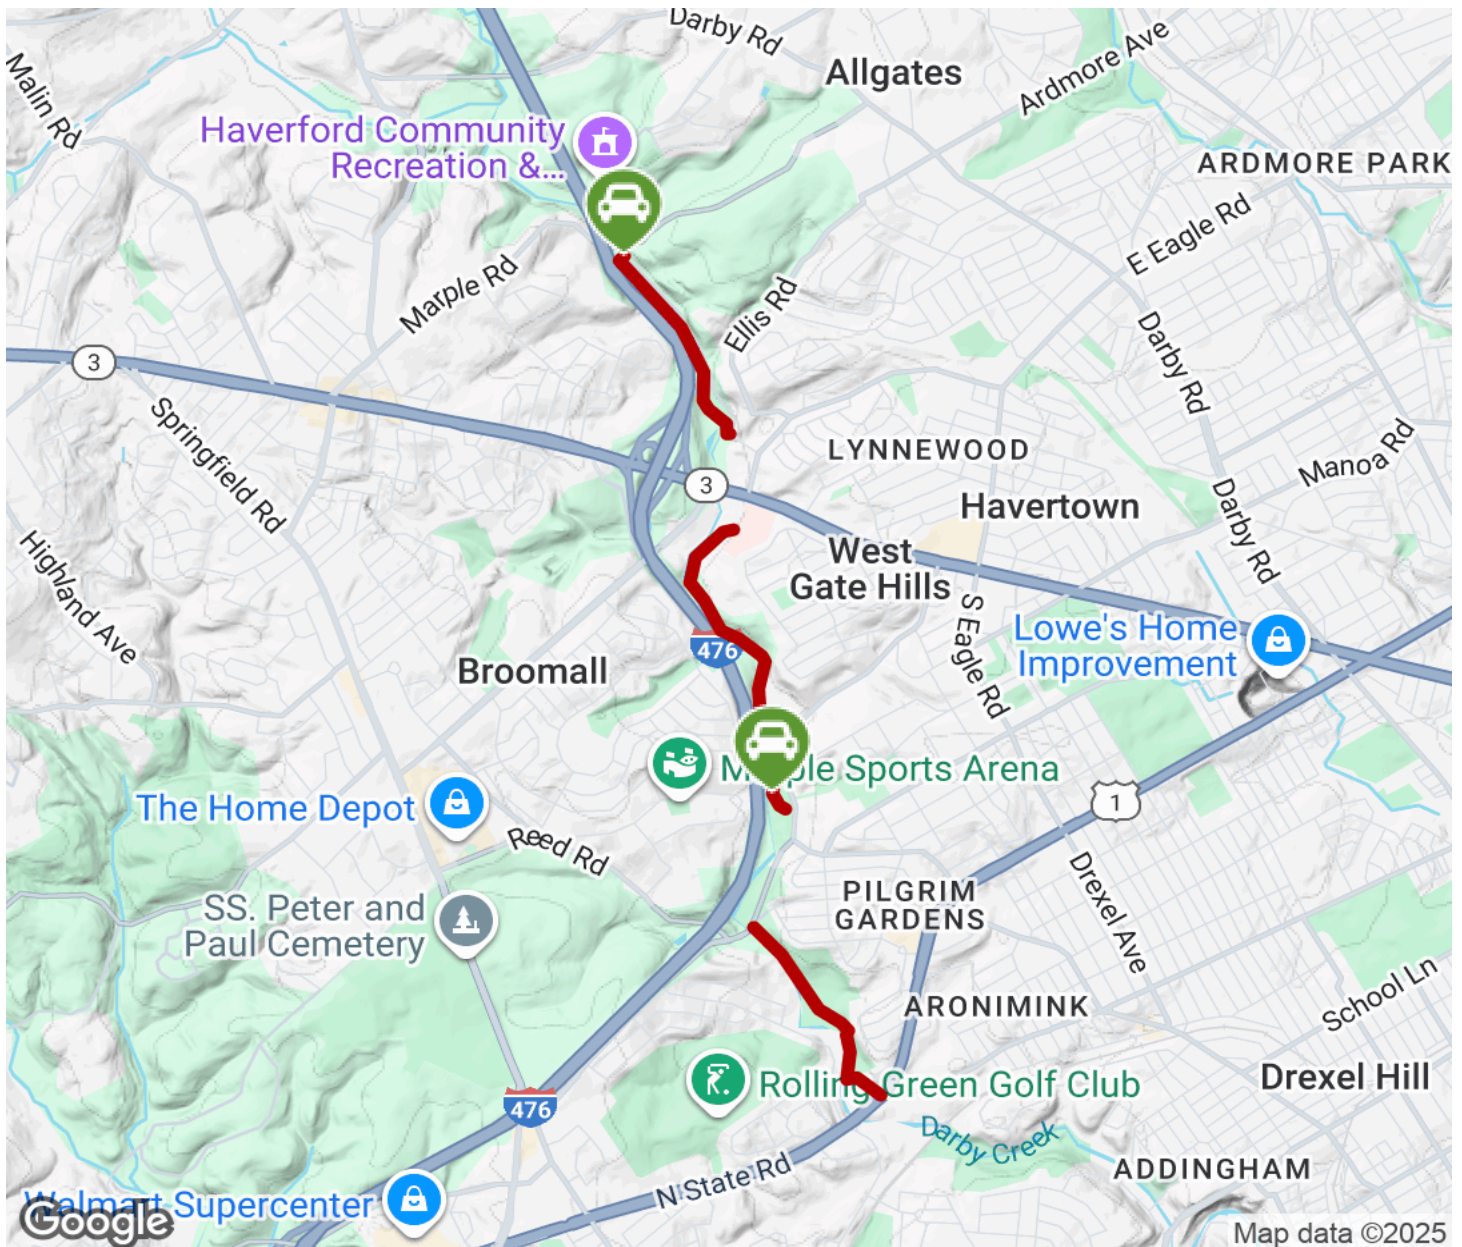 Darby Rd
Allgates
Ardmore Ave
Malin Rd
Haverford Community
Recreation &...
ARDMORE PARK
E Eagle Rd
Marple Rd
Ellis Rd
3
Darby Rd
Springfield Rd
LYNNEWOOD
Manoa Rd
3
Havertown
Darby Rd
West
Gate Hills
Highland Ave
S Eagle Rd
Lowe's Home
Improvement
476
Broomall
Marple Sports Arena
The Home Depot
1
Reed Rd
Drexel Ave
PILGRIM
GARDENS
SS. Peter and
Paul Cemetery
School Ln
ARONIMINK
Drexel Hill
Rolling Green Golf Club
476
Darby Creek
ADDINGHAM
N State Rd
Walmart Supercenter
Google
Map data ©2025